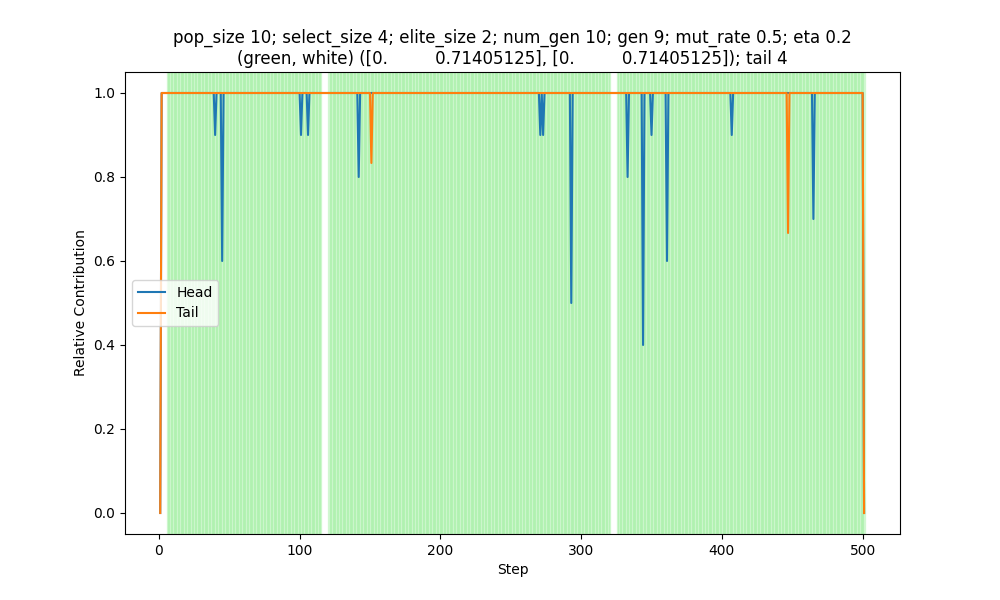 pop_size 10; select_size 4; elite_size 2; num_gen 10; gen 9; mut_rate 0.5; eta 0.2
(green, white) ([0.         0.71405125], [0.         0.71405125]); tail 4
1.0
0.8
0.6
0.4
0.2
0.0
Relative Contribution
Head
Tail
0 100 200 300 400 500
Step